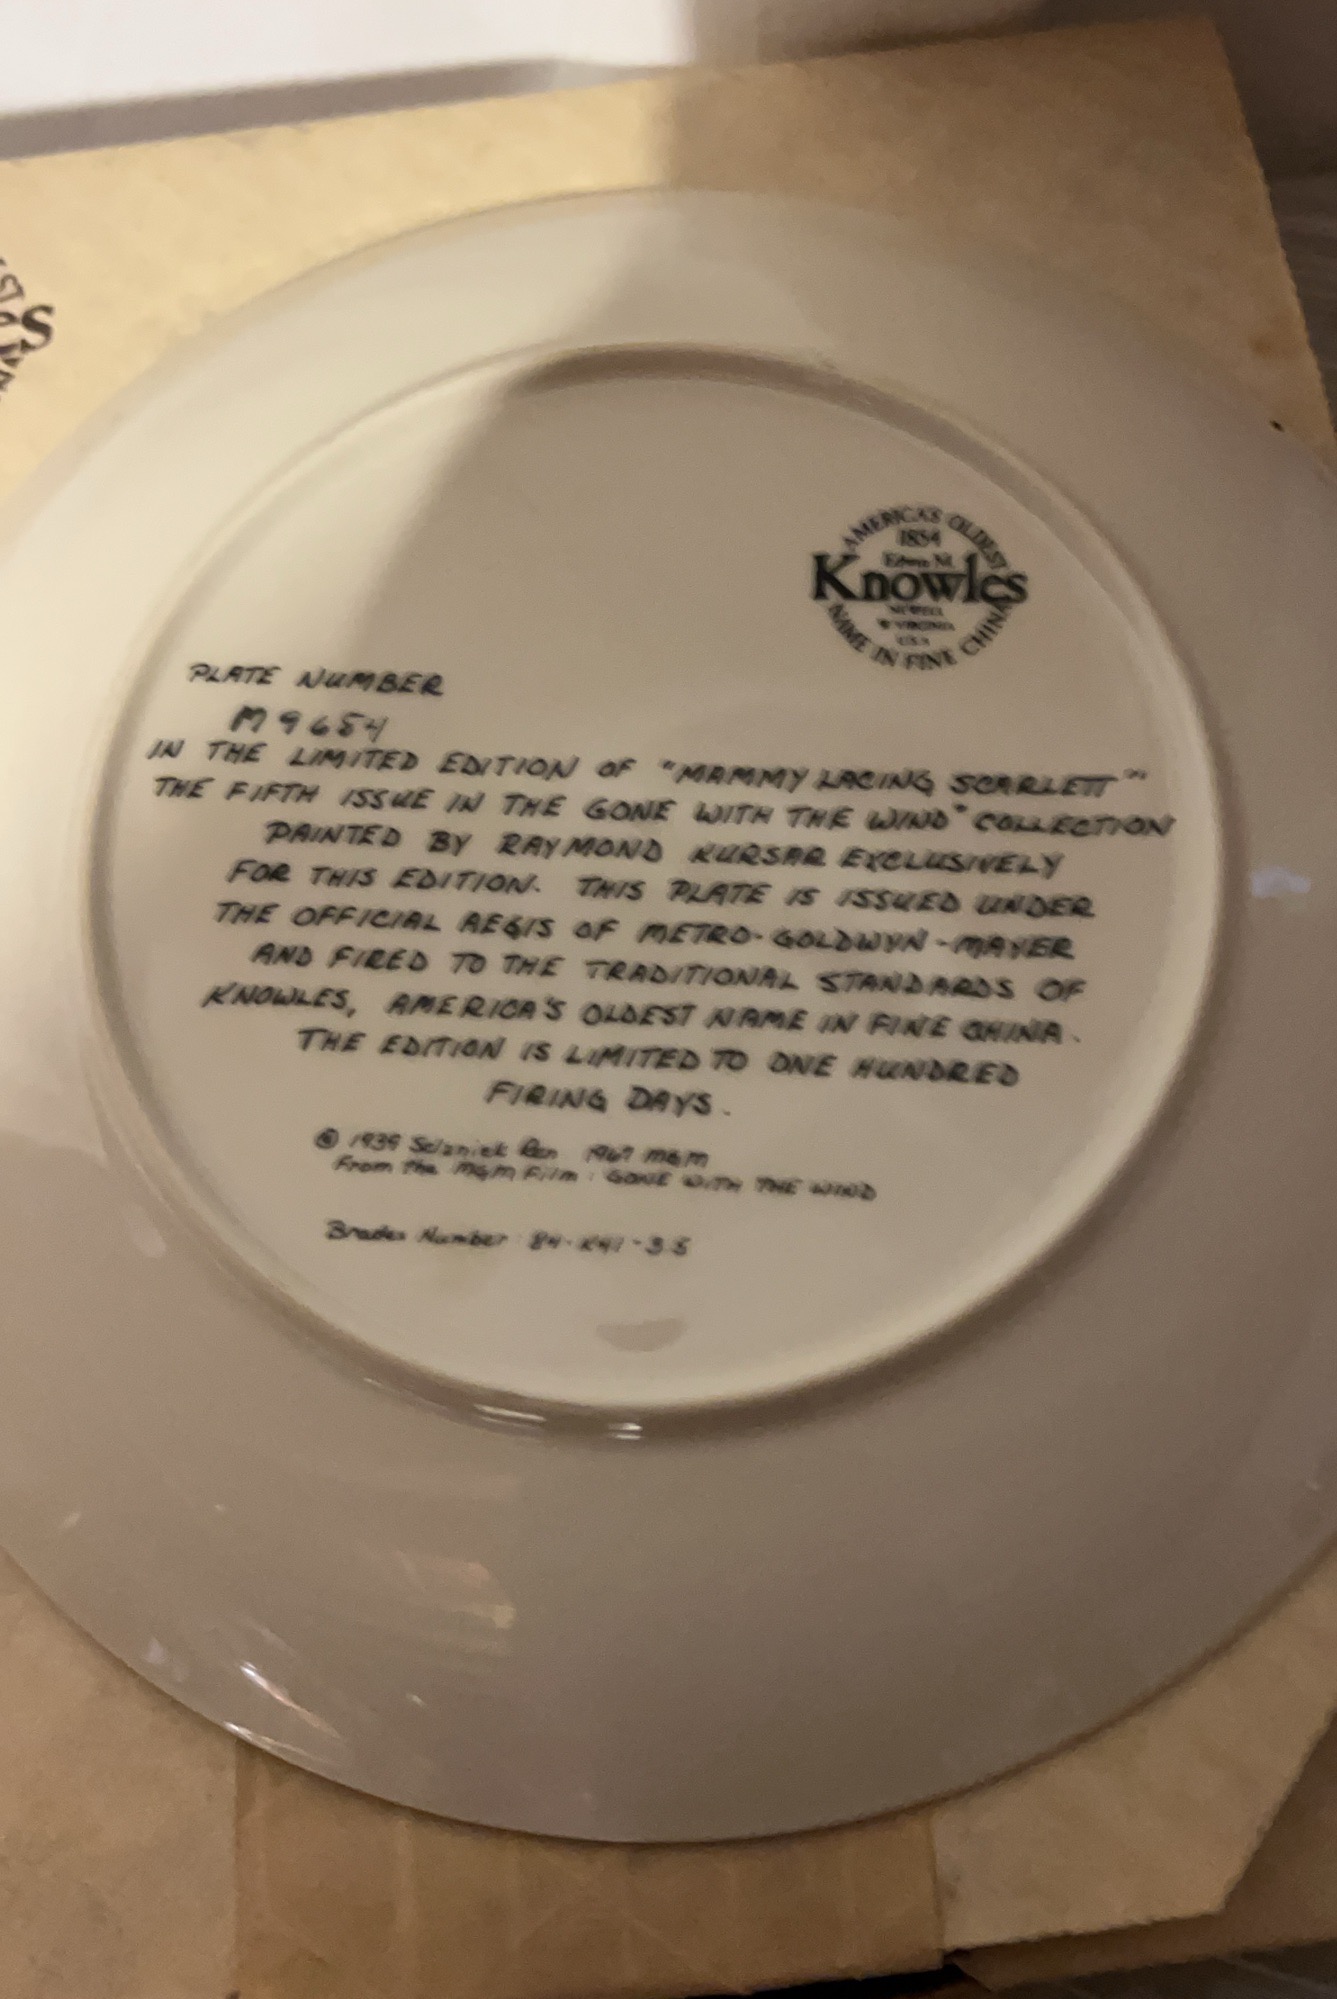 AMERICA'S OLDEST
1854
Edwin M.
Knowles
NEWELL
W VIRGINIA
U.S.A
NAME IN FINE CHINA
PLATE NUMBER
M9654
IN THE LIMITED EDITION OF "MAMMY LACING SCARLETT"
THE FIFTH ISSUE IN THE GONE WITH THE WIND" COLLECTION
PAINTED BY RAYMOND KURSAR EXCLUSIVELY
FOR THIS EDITION. THIS PLATE IS ISSUED UNDER
THE OFFICIAL AEGIS OF METRO-GOLDWYN-MAYER
AND FIRED TO THE TRADITIONAL STANDARDS OF
KNOWLES, AMERICA'S OLDEST NAME IN FINE CHINA.
THE EDITION IS LIMITED TO ONE HUNDRED
FIRING DAYS.
© 1939 Selznick Ren 1967 MGM
From the MGM Film: GONE WITH THE WIND
Bradex Number 84-K41-3.5